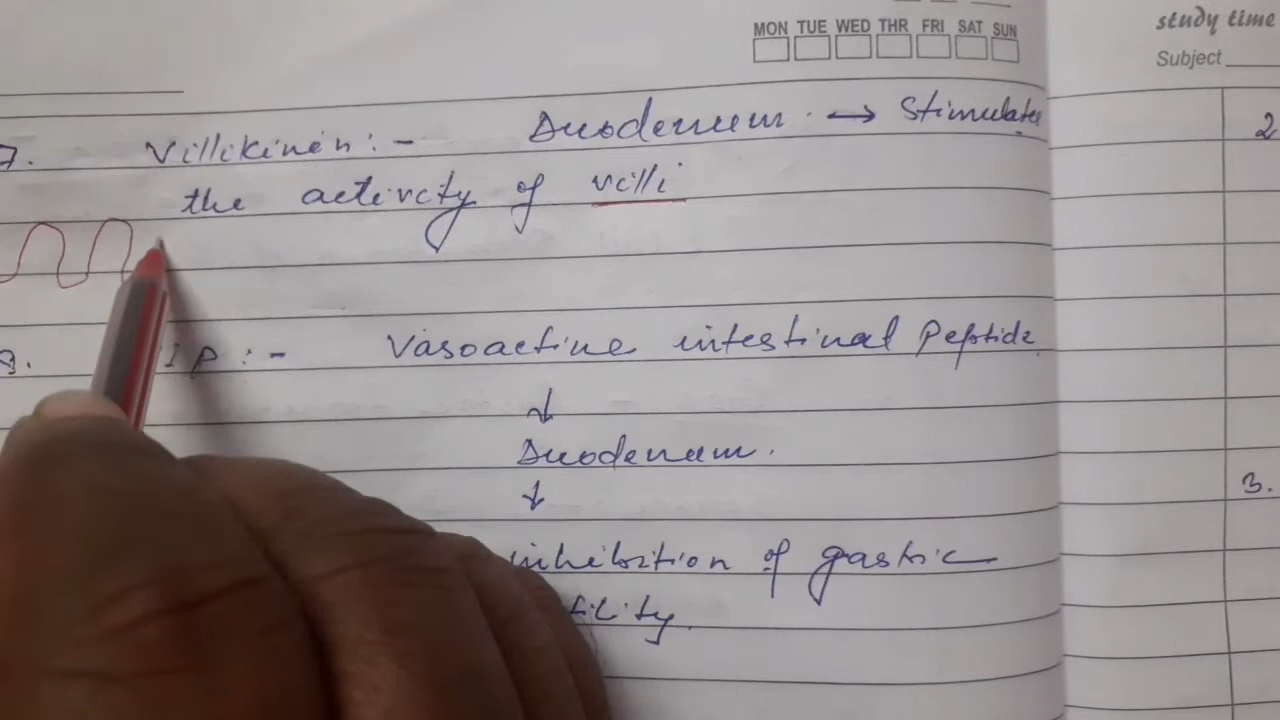 MON TUE WED THR FRI SAT SUN
study time
Subject
7. Villikinin :- Duodenum → Stimulates
the activity of villi
IP :- Vasoactive intestinal Peptide
↓
Duodenum.
↓
inhibition of gastric
tility.
2
3.